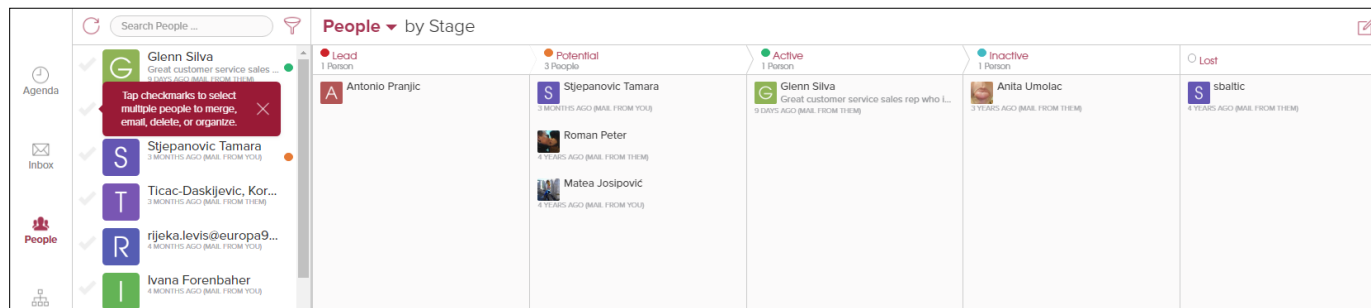 Agenda
Inbox
People
Search People ...
G
Glenn Silva
Great customer service sales ...
9 DAYS AGO (MAIL FROM THEM)
Tap checkmarks to select
multiple people to merge,
email, delete, or organize.
S
Stjepanovic Tamara
3 MONTHS AGO (MAIL FROM YOU)
T
Ticac-Daskijevic, Kor...
3 MONTHS AGO (MAIL FROM THEM)
R
rijeka.levis@europa9...
4 MONTHS AGO (MAIL FROM YOU)
I
Ivana Forenbaher
4 MONTHS AGO (MAIL FROM YOU)
People by Stage
Lead
1 Person
A
Antonio Pranjic
Potential
3 People
S
Stjepanovic Tamara
3 MONTHS AGO (MAIL FROM YOU)
Roman Peter
4 YEARS AGO (MAIL FROM THEM)
Matea Josipović
4 YEARS AGO (MAIL FROM YOU)
Active
1 Person
G
Glenn Silva
Great customer service sales rep who i...
9 DAYS AGO (MAIL FROM THEM)
Inactive
1 Person
Anita Umolac
3 YEARS AGO (MAIL FROM THEM)
Lost
S
sbaltic
4 YEARS AGO (MAIL FROM THEM)